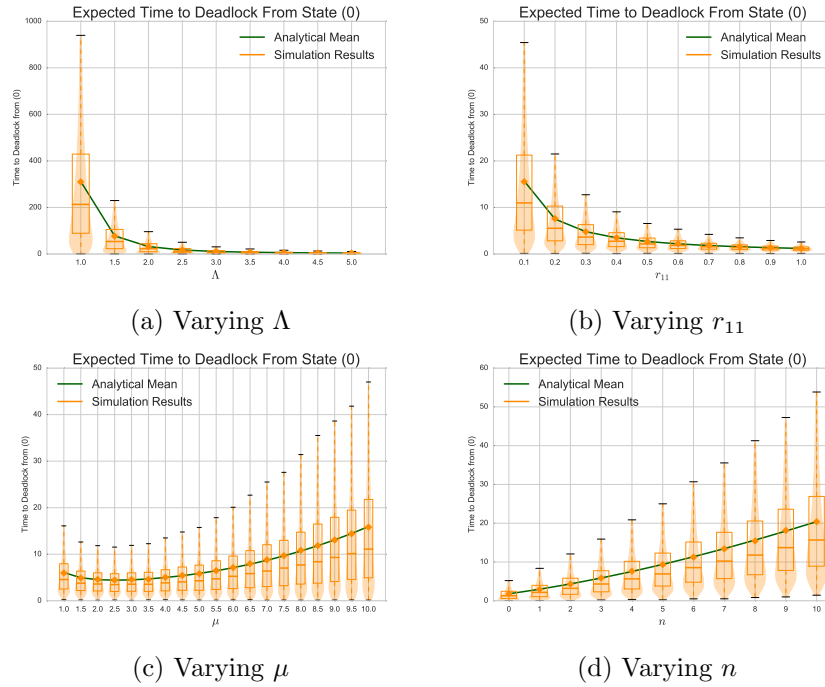 Expected Time to Deadlock From State (0)
Analytical Mean
Simulation Results
Time to Deadlock from (0)
1000
800
600
400
200
0
1.0 1.5 2.0 2.5 3.0 3.5 4.0 4.5 5.0
Λ
(a) Varying Λ
Expected Time to Deadlock From State (0)
Analytical Mean
Simulation Results
Time to Deadlock from (0)
50
40
30
20
10
0
0.1 0.2 0.3 0.4 0.5 0.6 0.7 0.8 0.9 1.0
r₁₁
(b) Varying r₁₁
Expected Time to Deadlock From State (0)
Analytical Mean
Simulation Results
Time to Deadlock from (0)
50
40
30
20
10
0
1.0 1.5 2.0 2.5 3.0 3.5 4.0 4.5 5.0 5.5 6.0 6.5 7.0 7.5 8.0 8.5 9.0 9.5 10.0
μ
(c) Varying μ
Expected Time to Deadlock From State (0)
Analytical Mean
Simulation Results
Time to Deadlock from (0)
60
50
40
30
20
10
0
0 1 2 3 4 5 6 7 8 9 10
n
(d) Varying n